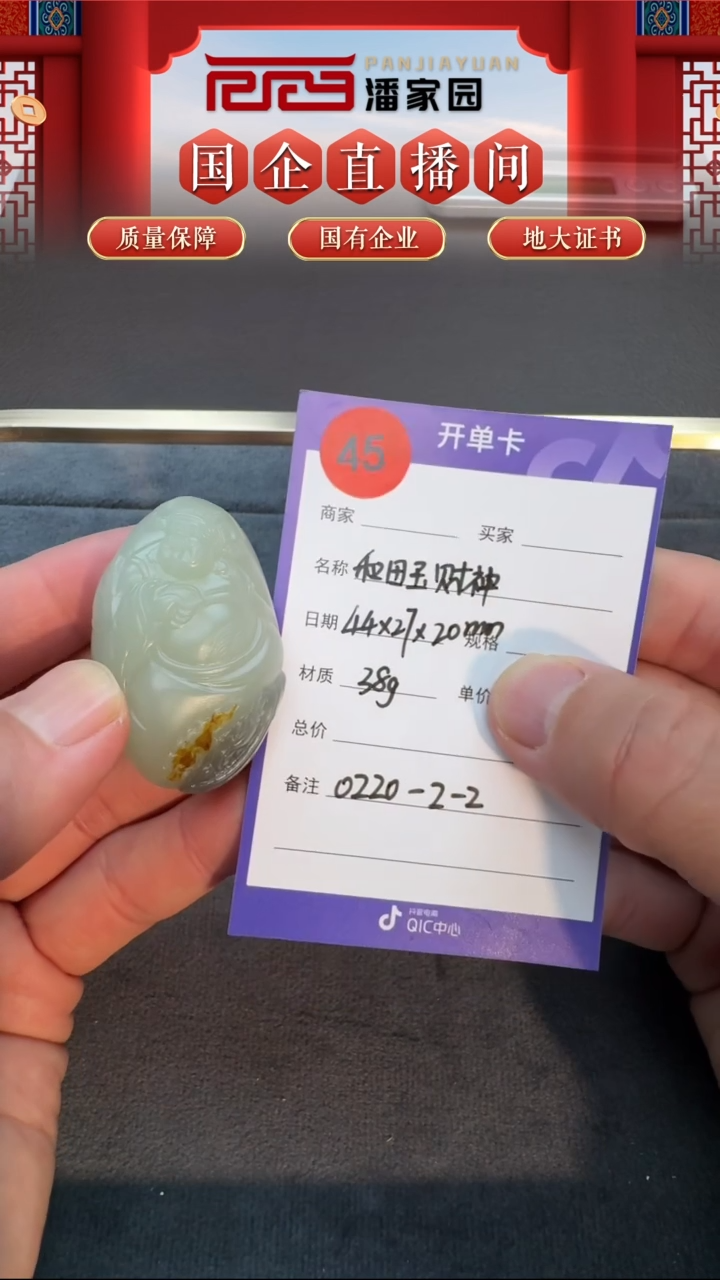 PANJIAYUAN
潘家园
国企直播间
质量保障 国有企业 地大证书
45 开单卡
商家 买家
名称 和田玉财神
日期 44x27x20mm 规格
材质 38g 单价
总价
备注 0220-2-2
抖音电商
QIC中心